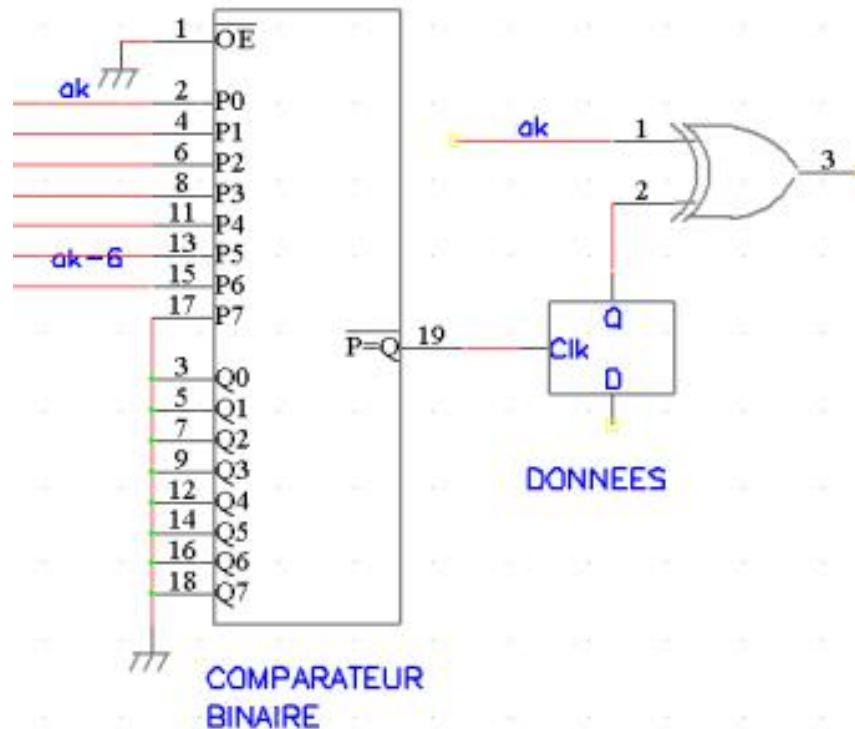 1 OE
ak
2 P0
4 P1
6 P2
8 P3
11 P4
13 P5
ak-6
15 P6
17 P7
P=Q 19
3 Q0
5 Q1
7 Q2
9 Q3
12 Q4
14 Q5
16 Q6
18 Q7
COMPARATEUR
BINAIRE
ak
1
2
3
Q
Clk
D
DONNEES